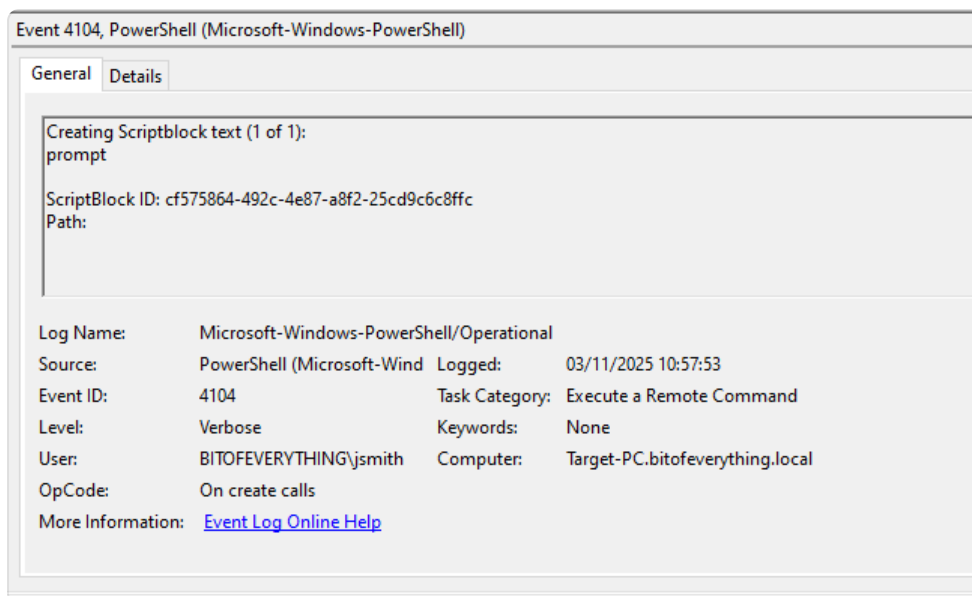 Event 4104, PowerShell (Microsoft-Windows-PowerShell)
General Details
Creating Scriptblock text (1 of 1):
prompt
ScriptBlock ID: cf575864-492c-4e87-a8f2-25cd9c6c8ffc
Path:
Log Name: Microsoft-Windows-PowerShell/Operational
Source: PowerShell (Microsoft-Wind Logged: 03/11/2025 10:57:53
Event ID: 4104 Task Category: Execute a Remote Command
Level: Verbose Keywords: None
User: BITOFEVERYTHING\jsmith Computer: Target-PC.bitofeverything.local
OpCode: On create calls
More Information: Event Log Online Help